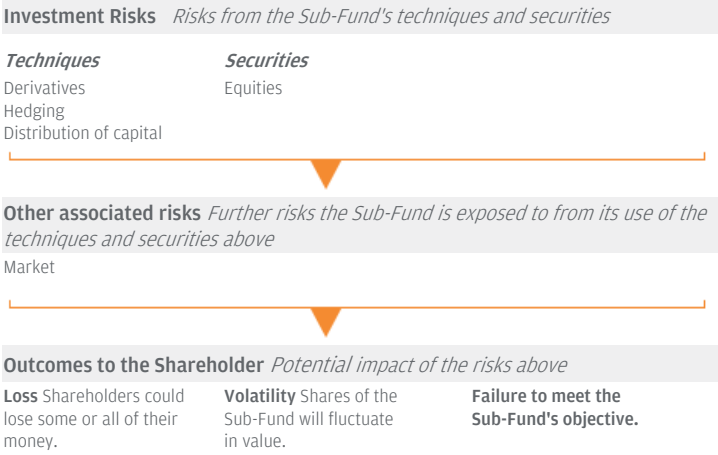 Investment Risks Risks from the Sub-Fund's techniques and securities
Techniques
Derivatives
Hedging
Distribution of capital
Securities
Equities
Other associated risks Further risks the Sub-Fund is exposed to from its use of the
techniques and securities above
Market
Outcomes to the Shareholder Potential impact of the risks above
Loss Shareholders could
lose some or all of their
money.
Volatility Shares of the
Sub-Fund will fluctuate
in value.
Failure to meet the
Sub-Fund's objective.